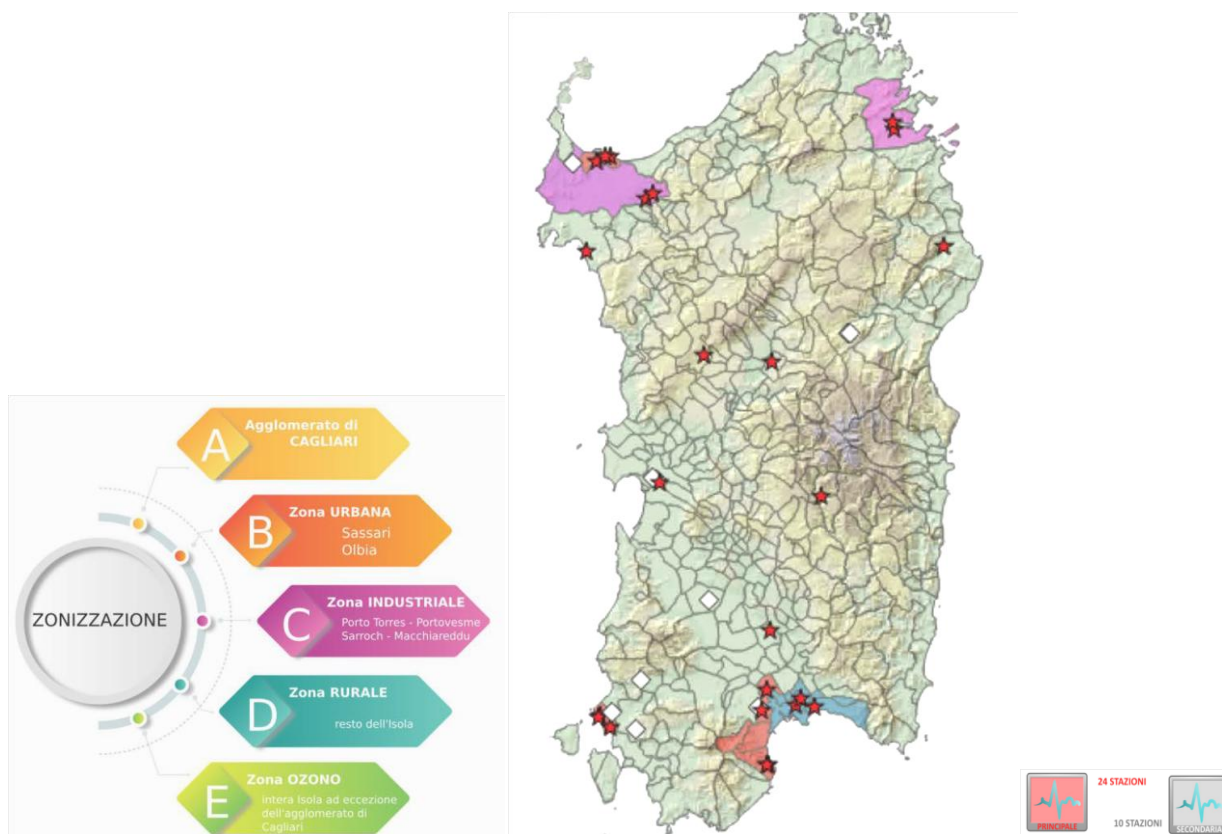 ZONIZZAZIONE
A
Agglomerato di
CAGLIARI
B
Zona URBANA
Sassari
Olbia
C
Zona INDUSTRIALE
Porto Torres - Portovesme
Sarroch - Macchiareddu
D
Zona RURALE
resto dell'Isola
E
Zona OZONO
intera Isola ad eccezione
dell'agglomerato di
Cagliari
24 STAZIONI
PRINCIPALE
10 STAZIONI
SECONDARIA